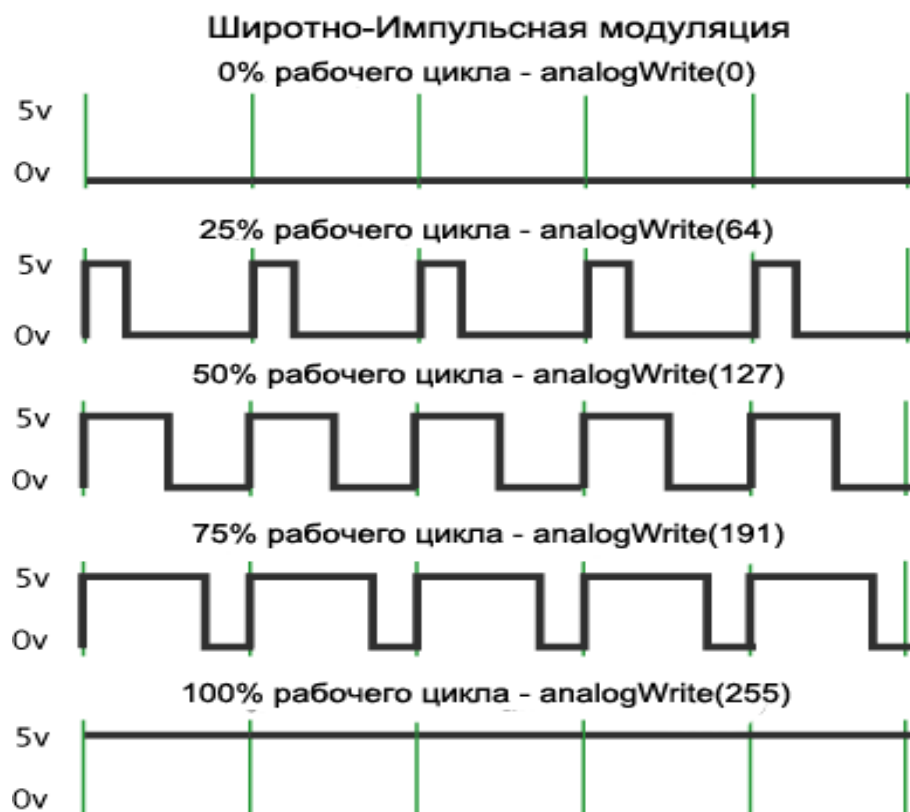 Широтно-Импульсная модуляция
0% рабочего цикла - analogWrite(0)
5v
0v
25% рабочего цикла - analogWrite(64)
5v
0v
50% рабочего цикла - analogWrite(127)
5v
0v
75% рабочего цикла - analogWrite(191)
5v
0v
100% рабочего цикла - analogWrite(255)
5v
0v